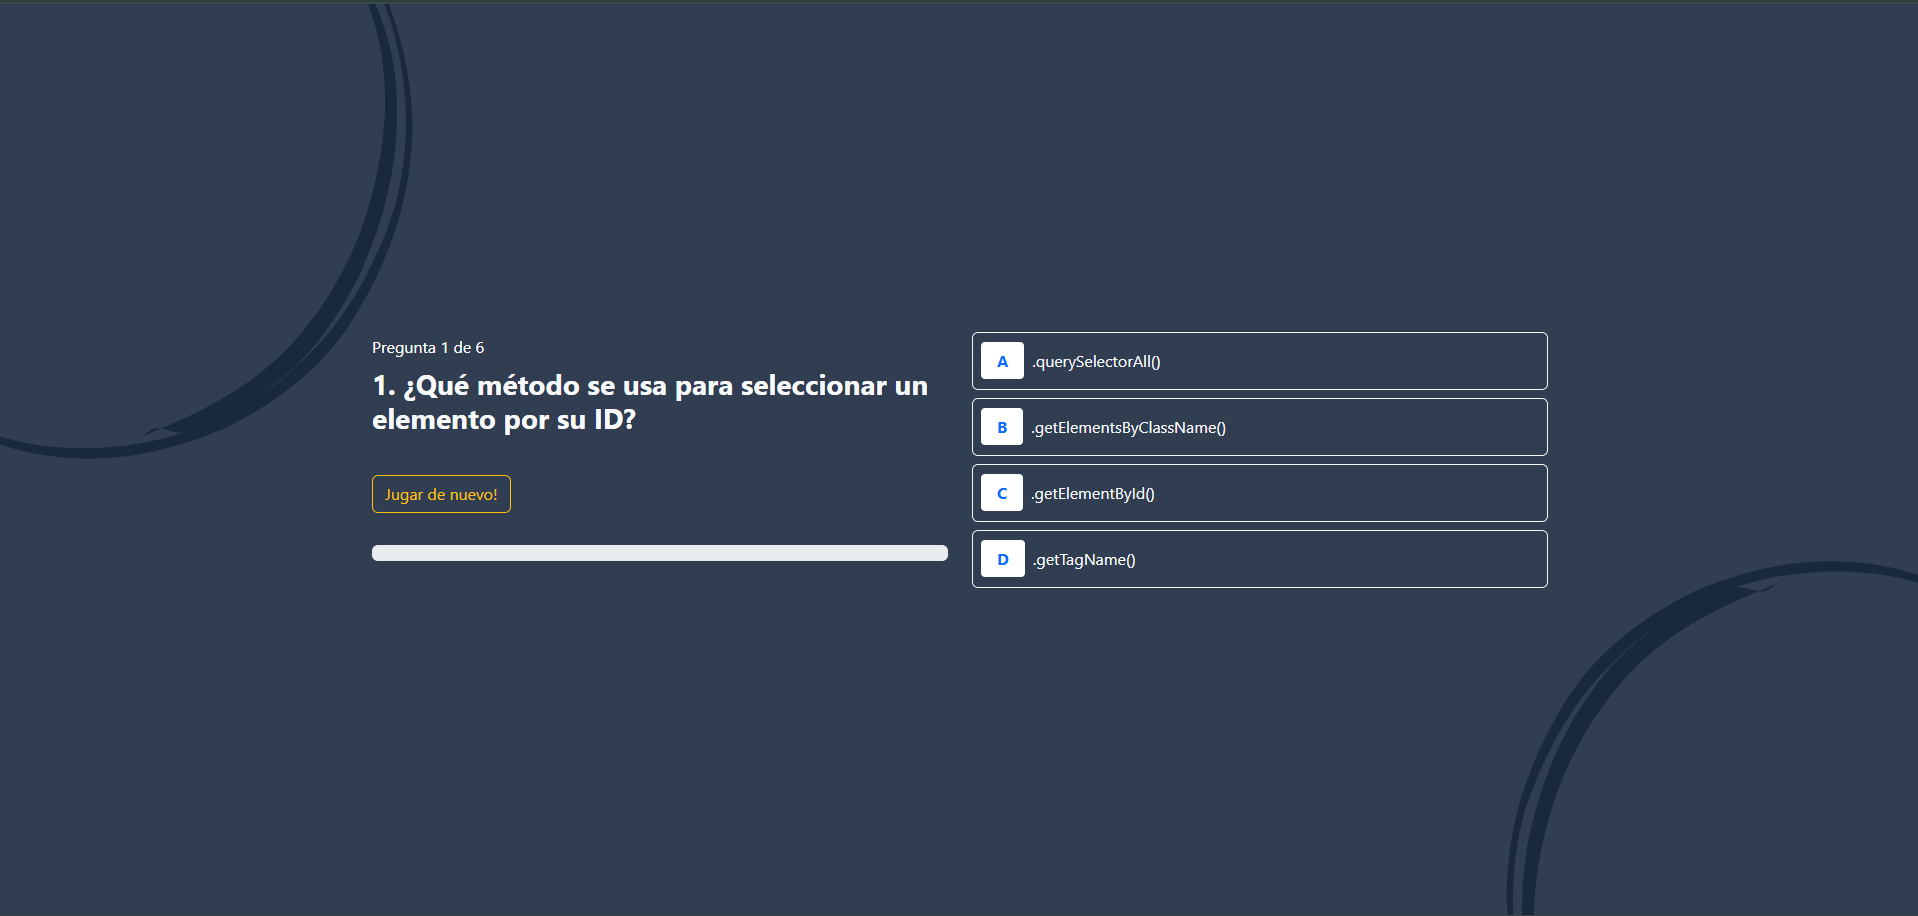 Pregunta 1 de 6
1. ¿Qué método se usa para seleccionar un
elemento por su ID?
Jugar de nuevo!
A .querySelectorAll()
B .getElementsByClassName()
C .getElementById()
D .getTagName()